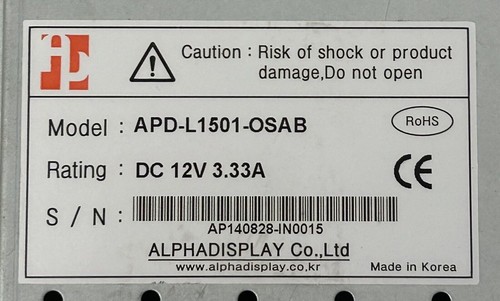 Caution : Risk of shock or product
damage,Do not open
Model : APD-L1501-OSAB
RoHS
Rating : DC 12V 3.33A
CE
S / N :
AP140828-IN0015
ALPHADISPLAY Co.,Ltd
www.alphadisplay.co.kr
Made in Korea